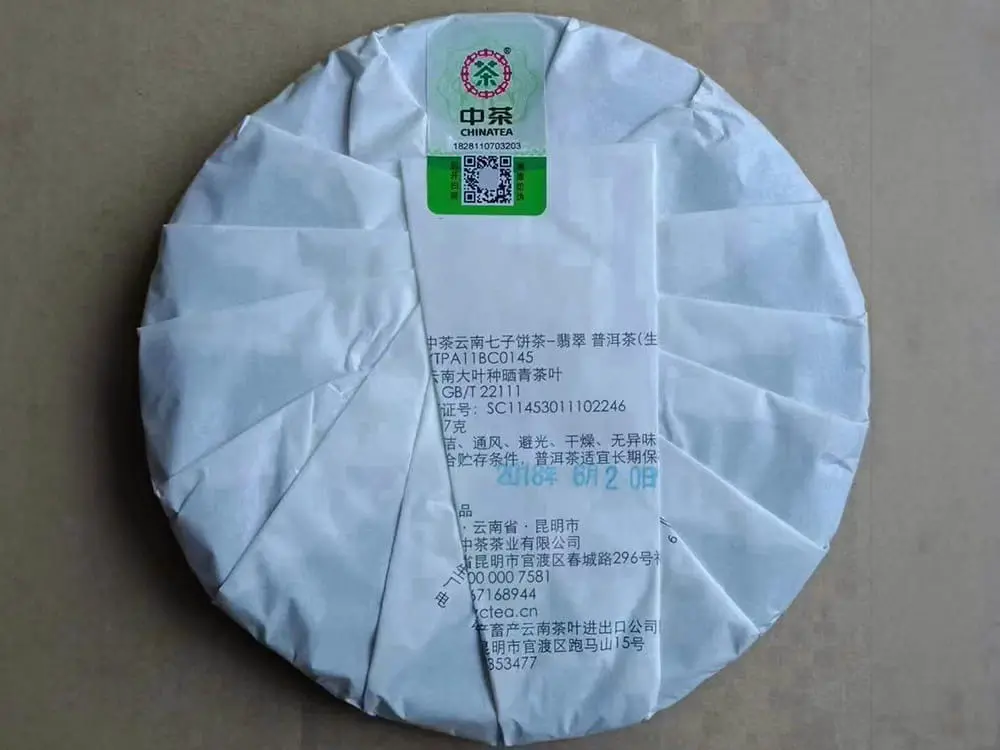 茶
®
中茶
CHINATEA
1828110703203
中茶云南七子饼茶-翡翠 普洱茶(生
YTPA11BC0145
云南大叶种晒青茶叶
GB/T 22111
证号: SC11453011102246
7克
洁、通风、避光、干燥、无异味
合贮存条件, 普洱茶适宜长期保
2018年 6月 20日
品
·云南省·昆明市
中茶茶业有限公司
省昆明市官渡区春城路296号
00 000 7581
67168944
yctea.cn
产畜产云南茶叶进出口公司
昆明市官渡区跑马山15号
353477